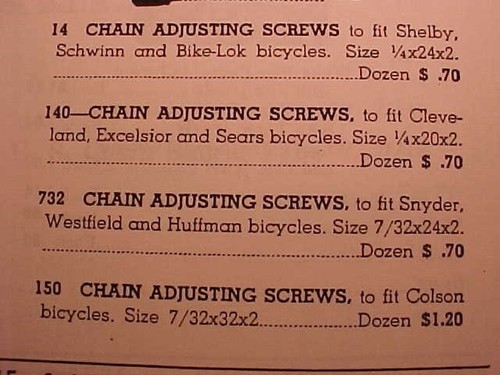 14 CHAIN ADJUSTING SCREWS to fit Shelby,
Schwinn and Bike-Lok bicycles. Size ¼x24x2.
..........................................................Dozen $ .70
140—CHAIN ADJUSTING SCREWS, to fit Cleve-
land, Excelsior and Sears bicycles. Size ¼x20x2.
..........................................................Dozen $ .70
732 CHAIN ADJUSTING SCREWS, to fit Snyder,
Westfield and Huffman bicycles. Size 7/32x24x2.
..........................................................Dozen $ .70
150 CHAIN ADJUSTING SCREWS, to fit Colson
bicycles. Size 7/32x32x2..................Dozen $1.20